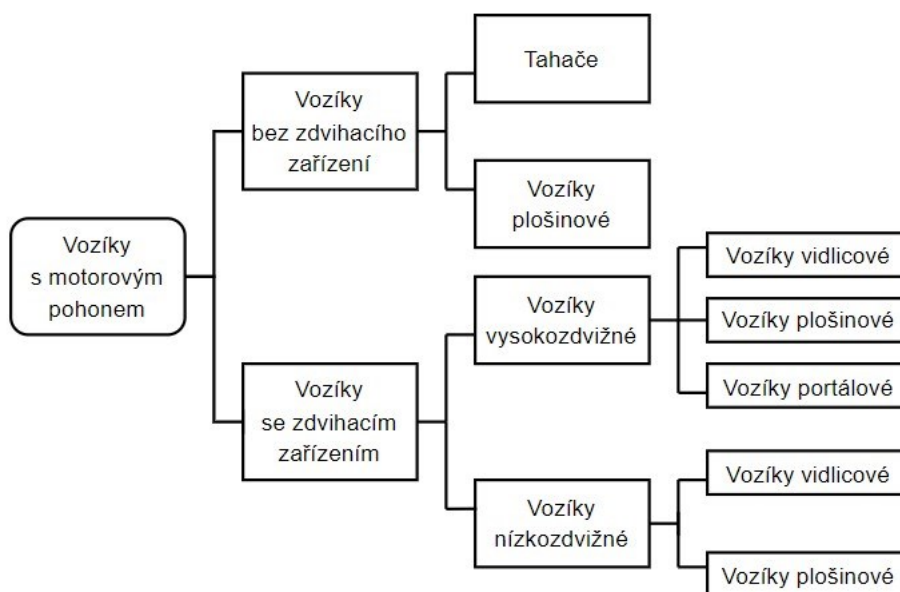 Tahače
Vozíky
bez zdvihacího
zařízení
Vozíky
plošinové
Vozíky
s motorovým
pohonem
Vozíky vidlicové
Vozíky
vysokozdvižné
Vozíky plošinové
Vozíky portálové
Vozíky
se zdvihacím
zařízením
Vozíky vidlicové
Vozíky
nízkozdvižné
Vozíky plošinové